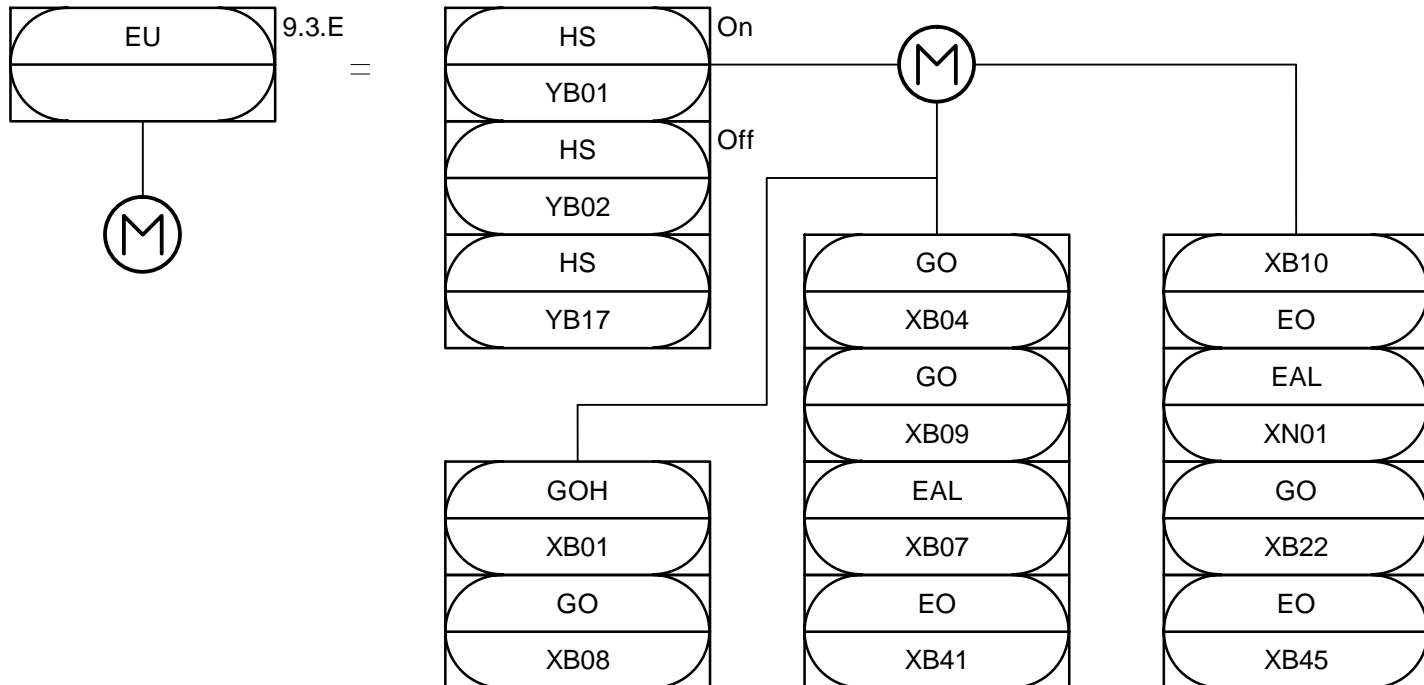 EU
9.3.E
=
HS
On
YB01
HS
Off
YB02
HS
YB17
M
M
GOH
XB01
GO
XB08
GO
XB04
GO
XB09
EAL
XB07
EO
XB41
XB10
EO
EAL
XN01
GO
XB22
EO
XB45